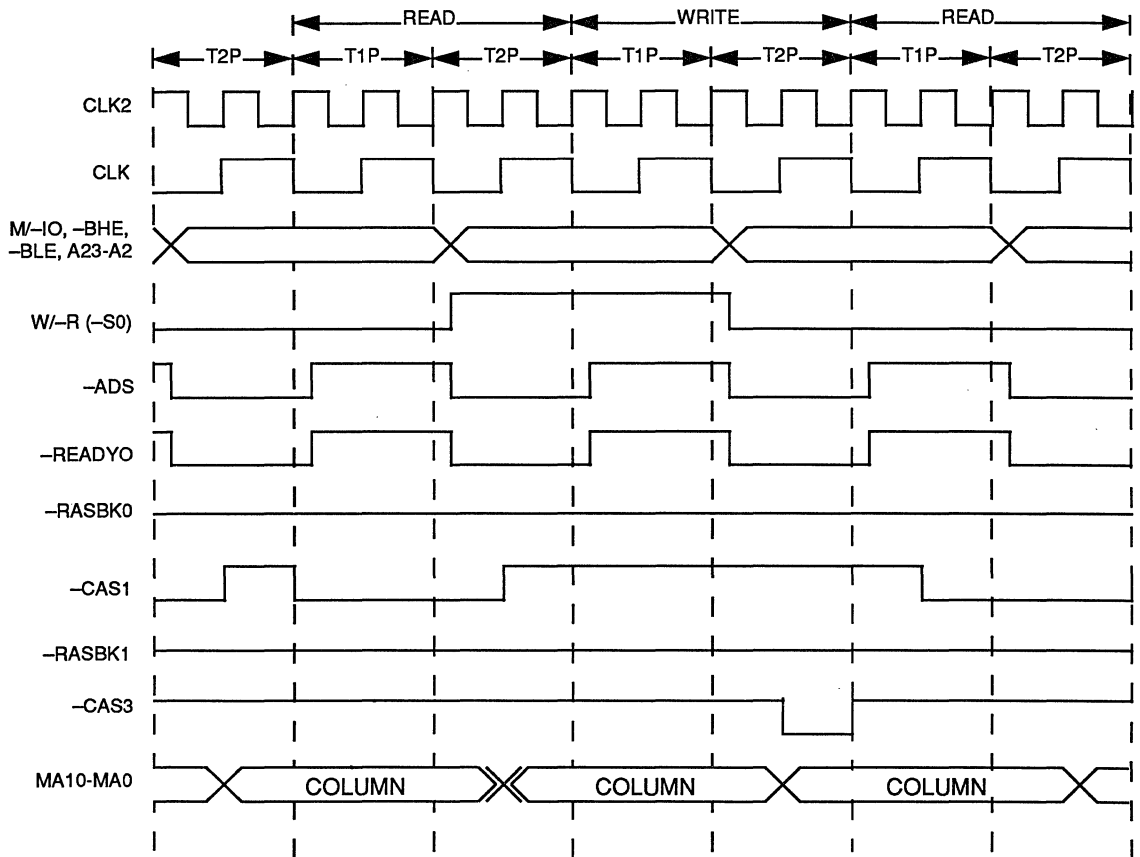 READ WRITE READ
T2P T1P T2P T1P T2P T1P T2P
CLK2
CLK
M/–IO, –BHE,
–BLE, A23-A2
W/–R (–S0)
–ADS
–READYO
–RASBK0
–CAS1
–RASBK1
–CAS3
MA10-MA0 COLUMN COLUMN COLUMN